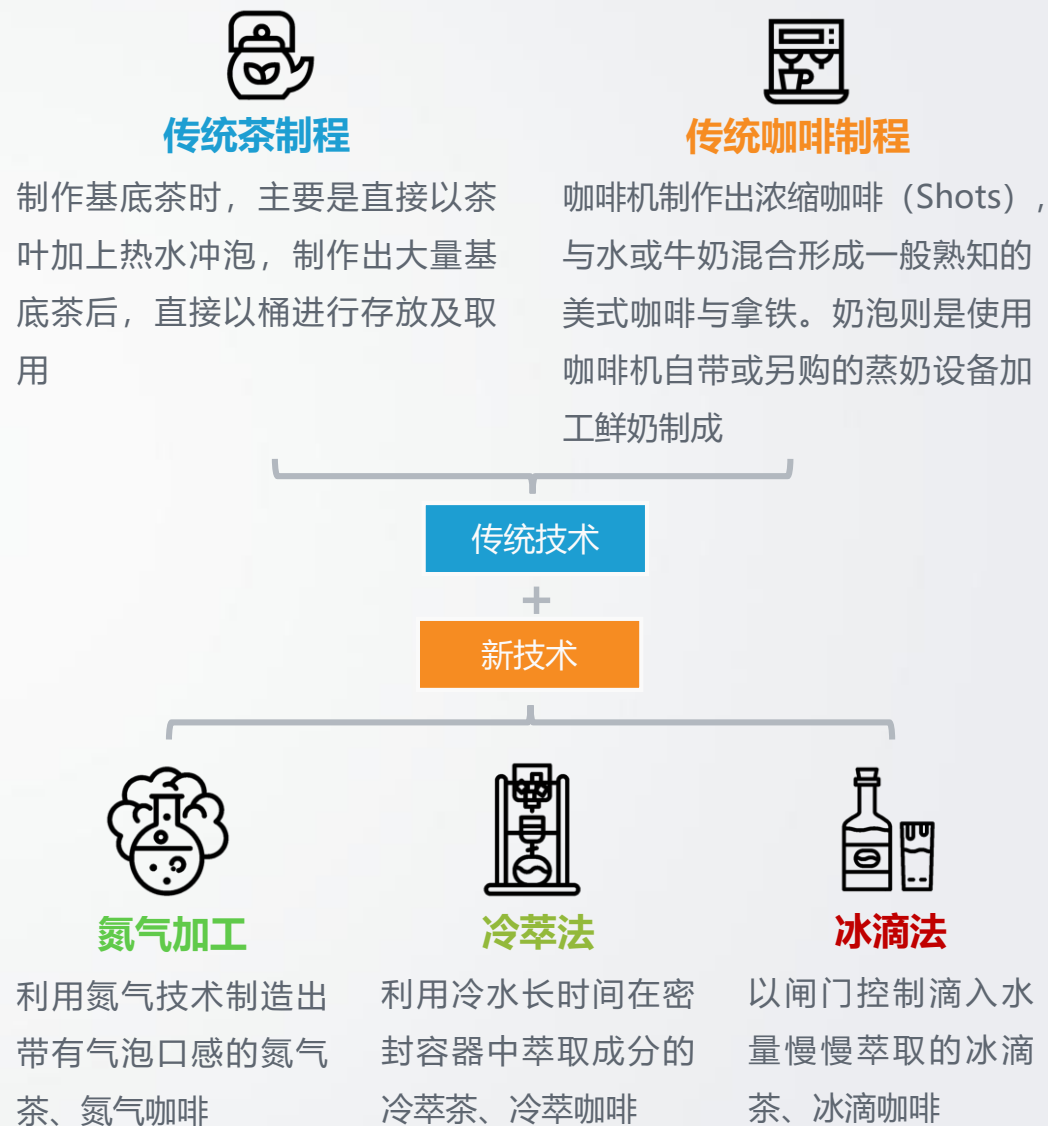 传统茶制程
制作基底茶时，主要是直接以茶
叶加上热水冲泡，制作出大量基
底茶后，直接以桶进行存放及取
用
传统咖啡制程
咖啡机制作出浓缩咖啡（Shots），
与水或牛奶混合形成一般熟知的
美式咖啡与拿铁。奶泡则是使用
咖啡机自带或另购的蒸奶设备加
工鲜奶制成
传统技术
+
新技术
氮气加工
利用氮气技术制造出
带有气泡口感的氮气
茶、氮气咖啡
冷萃法
利用冷水长时间在密
封容器中萃取成分的
冷萃茶、冷萃咖啡
冰滴法
以闸门控制滴入水
量慢慢萃取的冰滴
茶、冰滴咖啡